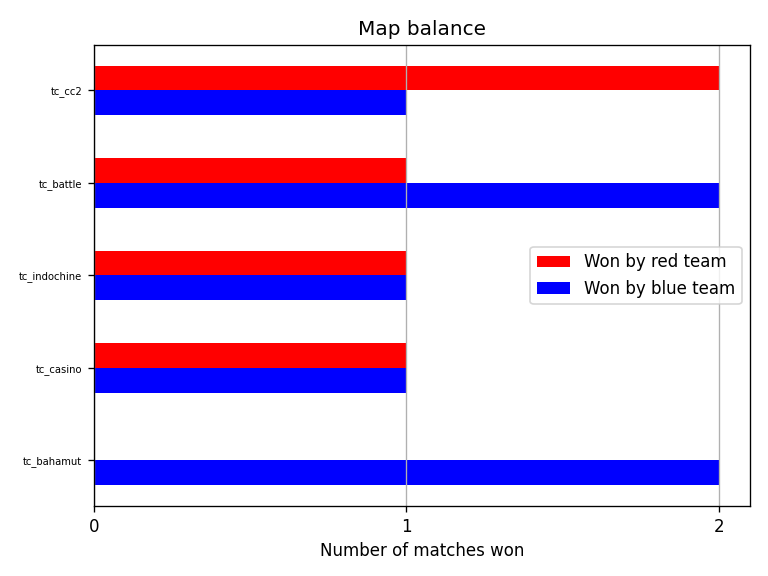 Map balance
tc_cc2
tc_battle
tc_indochine
tc_casino
tc_bahamut
Won by red team
Won by blue team
0 1 2
Number of matches won